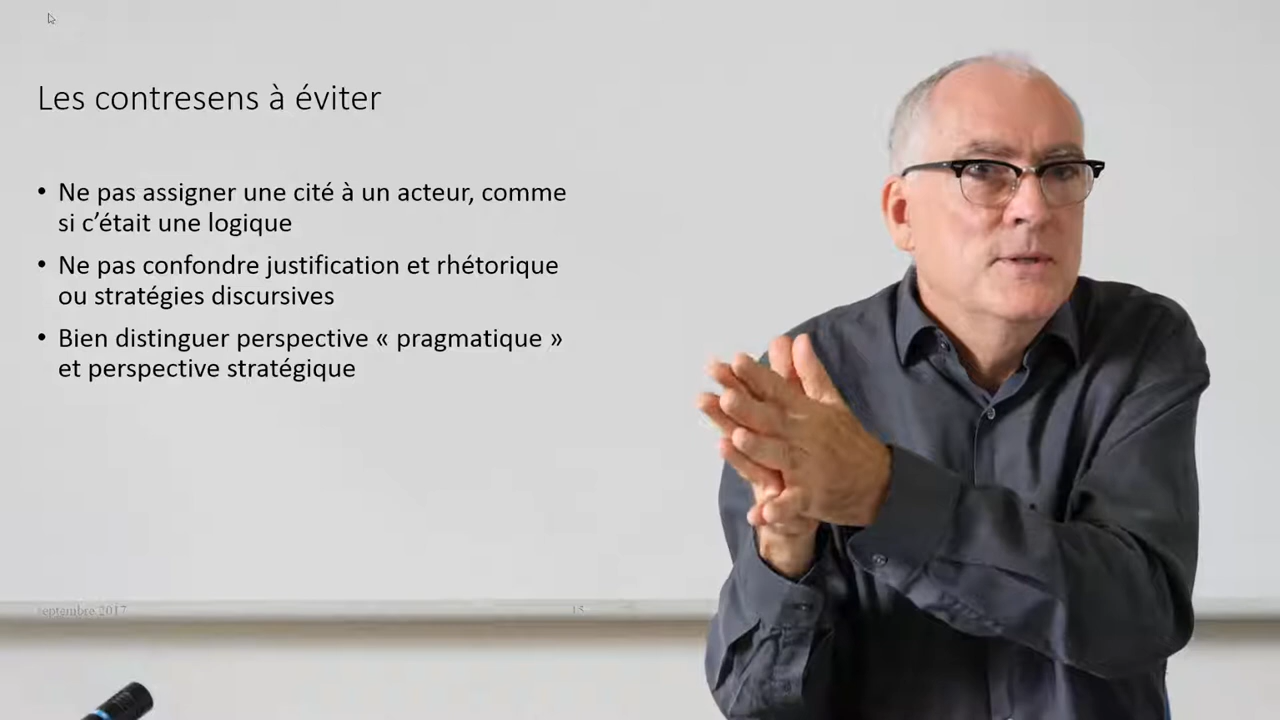 Les contresens à éviter
• Ne pas assigner une cité à un acteur, comme
si c’était une logique
• Ne pas confondre justification et rhétorique
ou stratégies discursives
• Bien distinguer perspective « pragmatique »
et perspective stratégique
septembre 2017
15